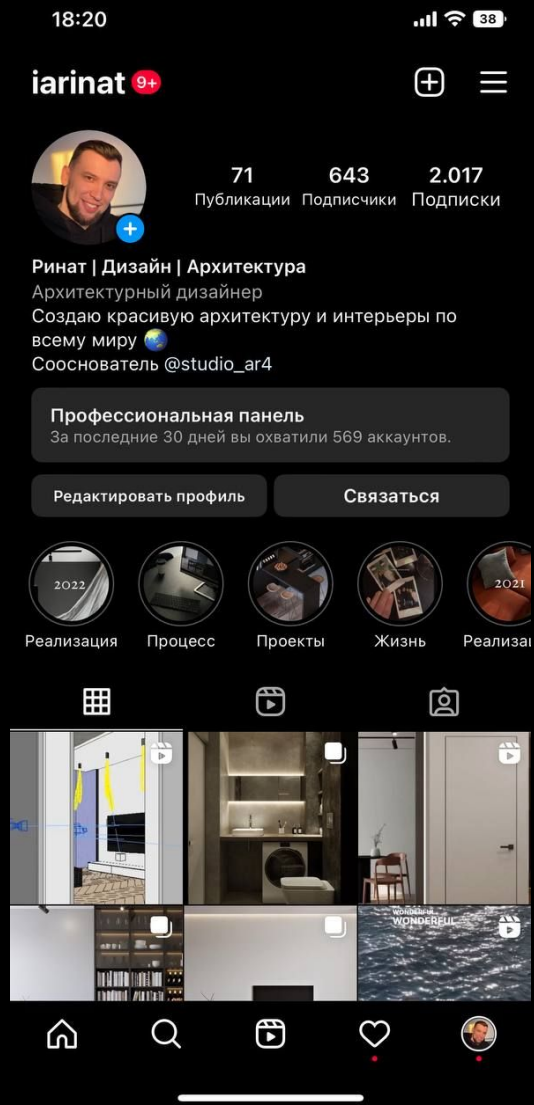 18:20
38
iarinat 9+
71 643 2.017
Публикации Подписчики Подписки
Ринат | Дизайн | Архитектура
Архитектурный дизайнер
Создаю красивую архитектуру и интерьеры по
всему миру 🌏
Сооснователь @studio_ar4
Профессиональная панель
За последние 30 дней вы охватили 569 аккаунтов.
Редактировать профиль Связаться
2022 2021
Реализация Процесс Проекты Жизнь Реализац
WONDERFUL
WONDERFUL